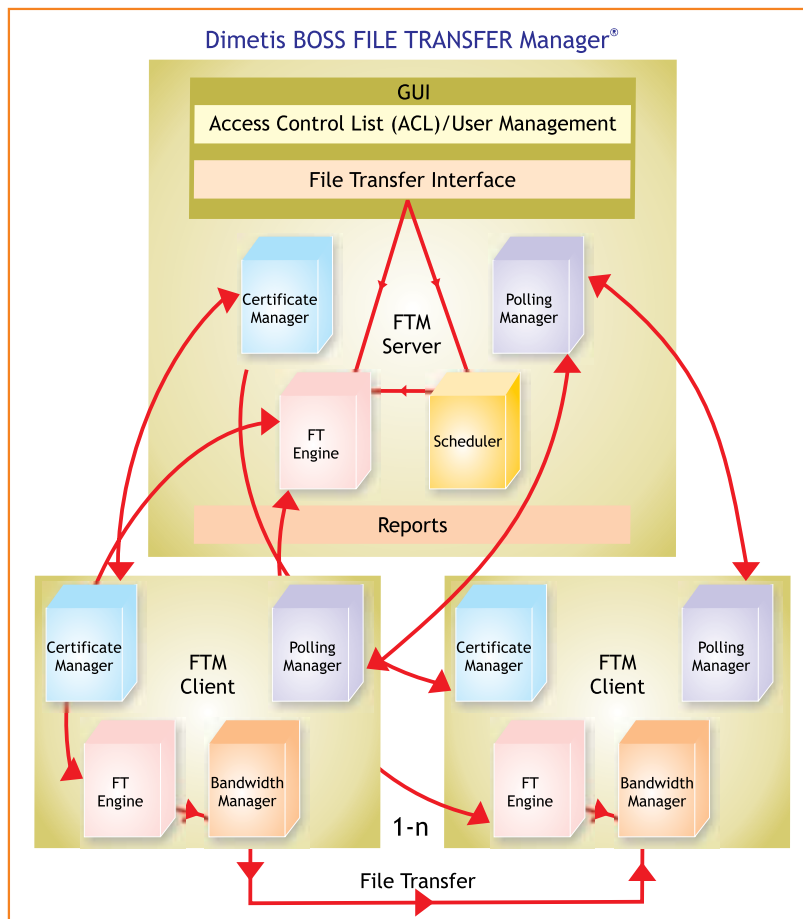 Dimetis BOSS FILE TRANSFER Manager®
GUI
Access Control List (ACL)/User Management
File Transfer Interface
Certificate
Manager
Polling
Manager
FTM
Server
FT
Engine
Scheduler
Reports
Certificate
Manager
FTM
Client
Polling
Manager
FT
Engine
Bandwidth
Manager
1-n
Certificate
Manager
FTM
Client
Polling
Manager
FT
Engine
Bandwidth
Manager
File Transfer